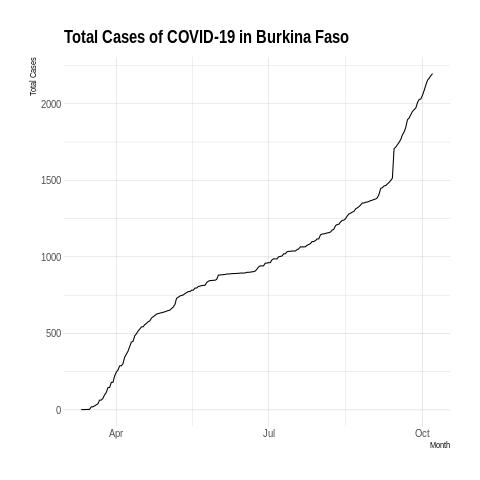 Total Cases of COVID-19 in Burkina Faso
Total Cases
2000
1500
1000
500
0
Apr Jul Oct
Month